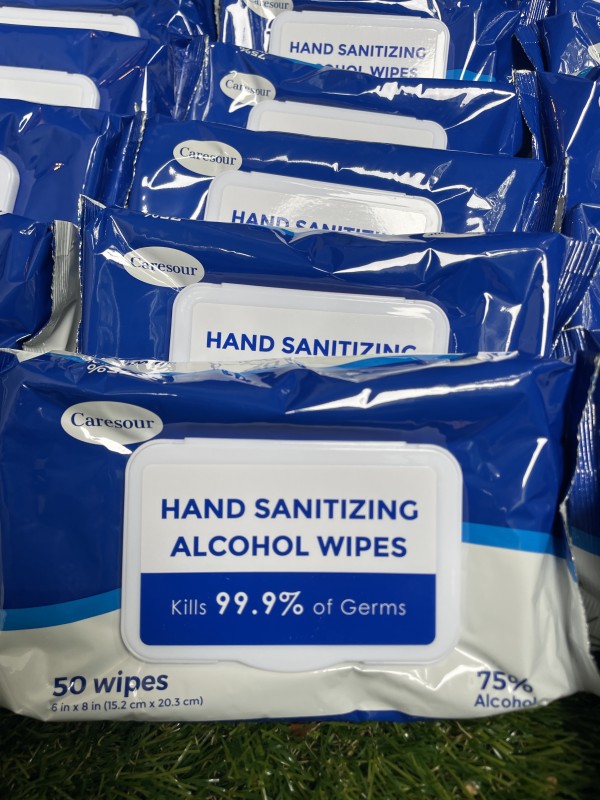 Caresour
HAND SANITIZING
ALCOHOL WIPES
Caresour
Caresour
HAND SANITIZING
Caresour
HAND SANITIZING
Caresour
HAND SANITIZING
ALCOHOL WIPES
Kills 99.9% of Germs
50 wipes
6 in x 8 in (15.2 cm x 20.3 cm)
75%
Alcohol